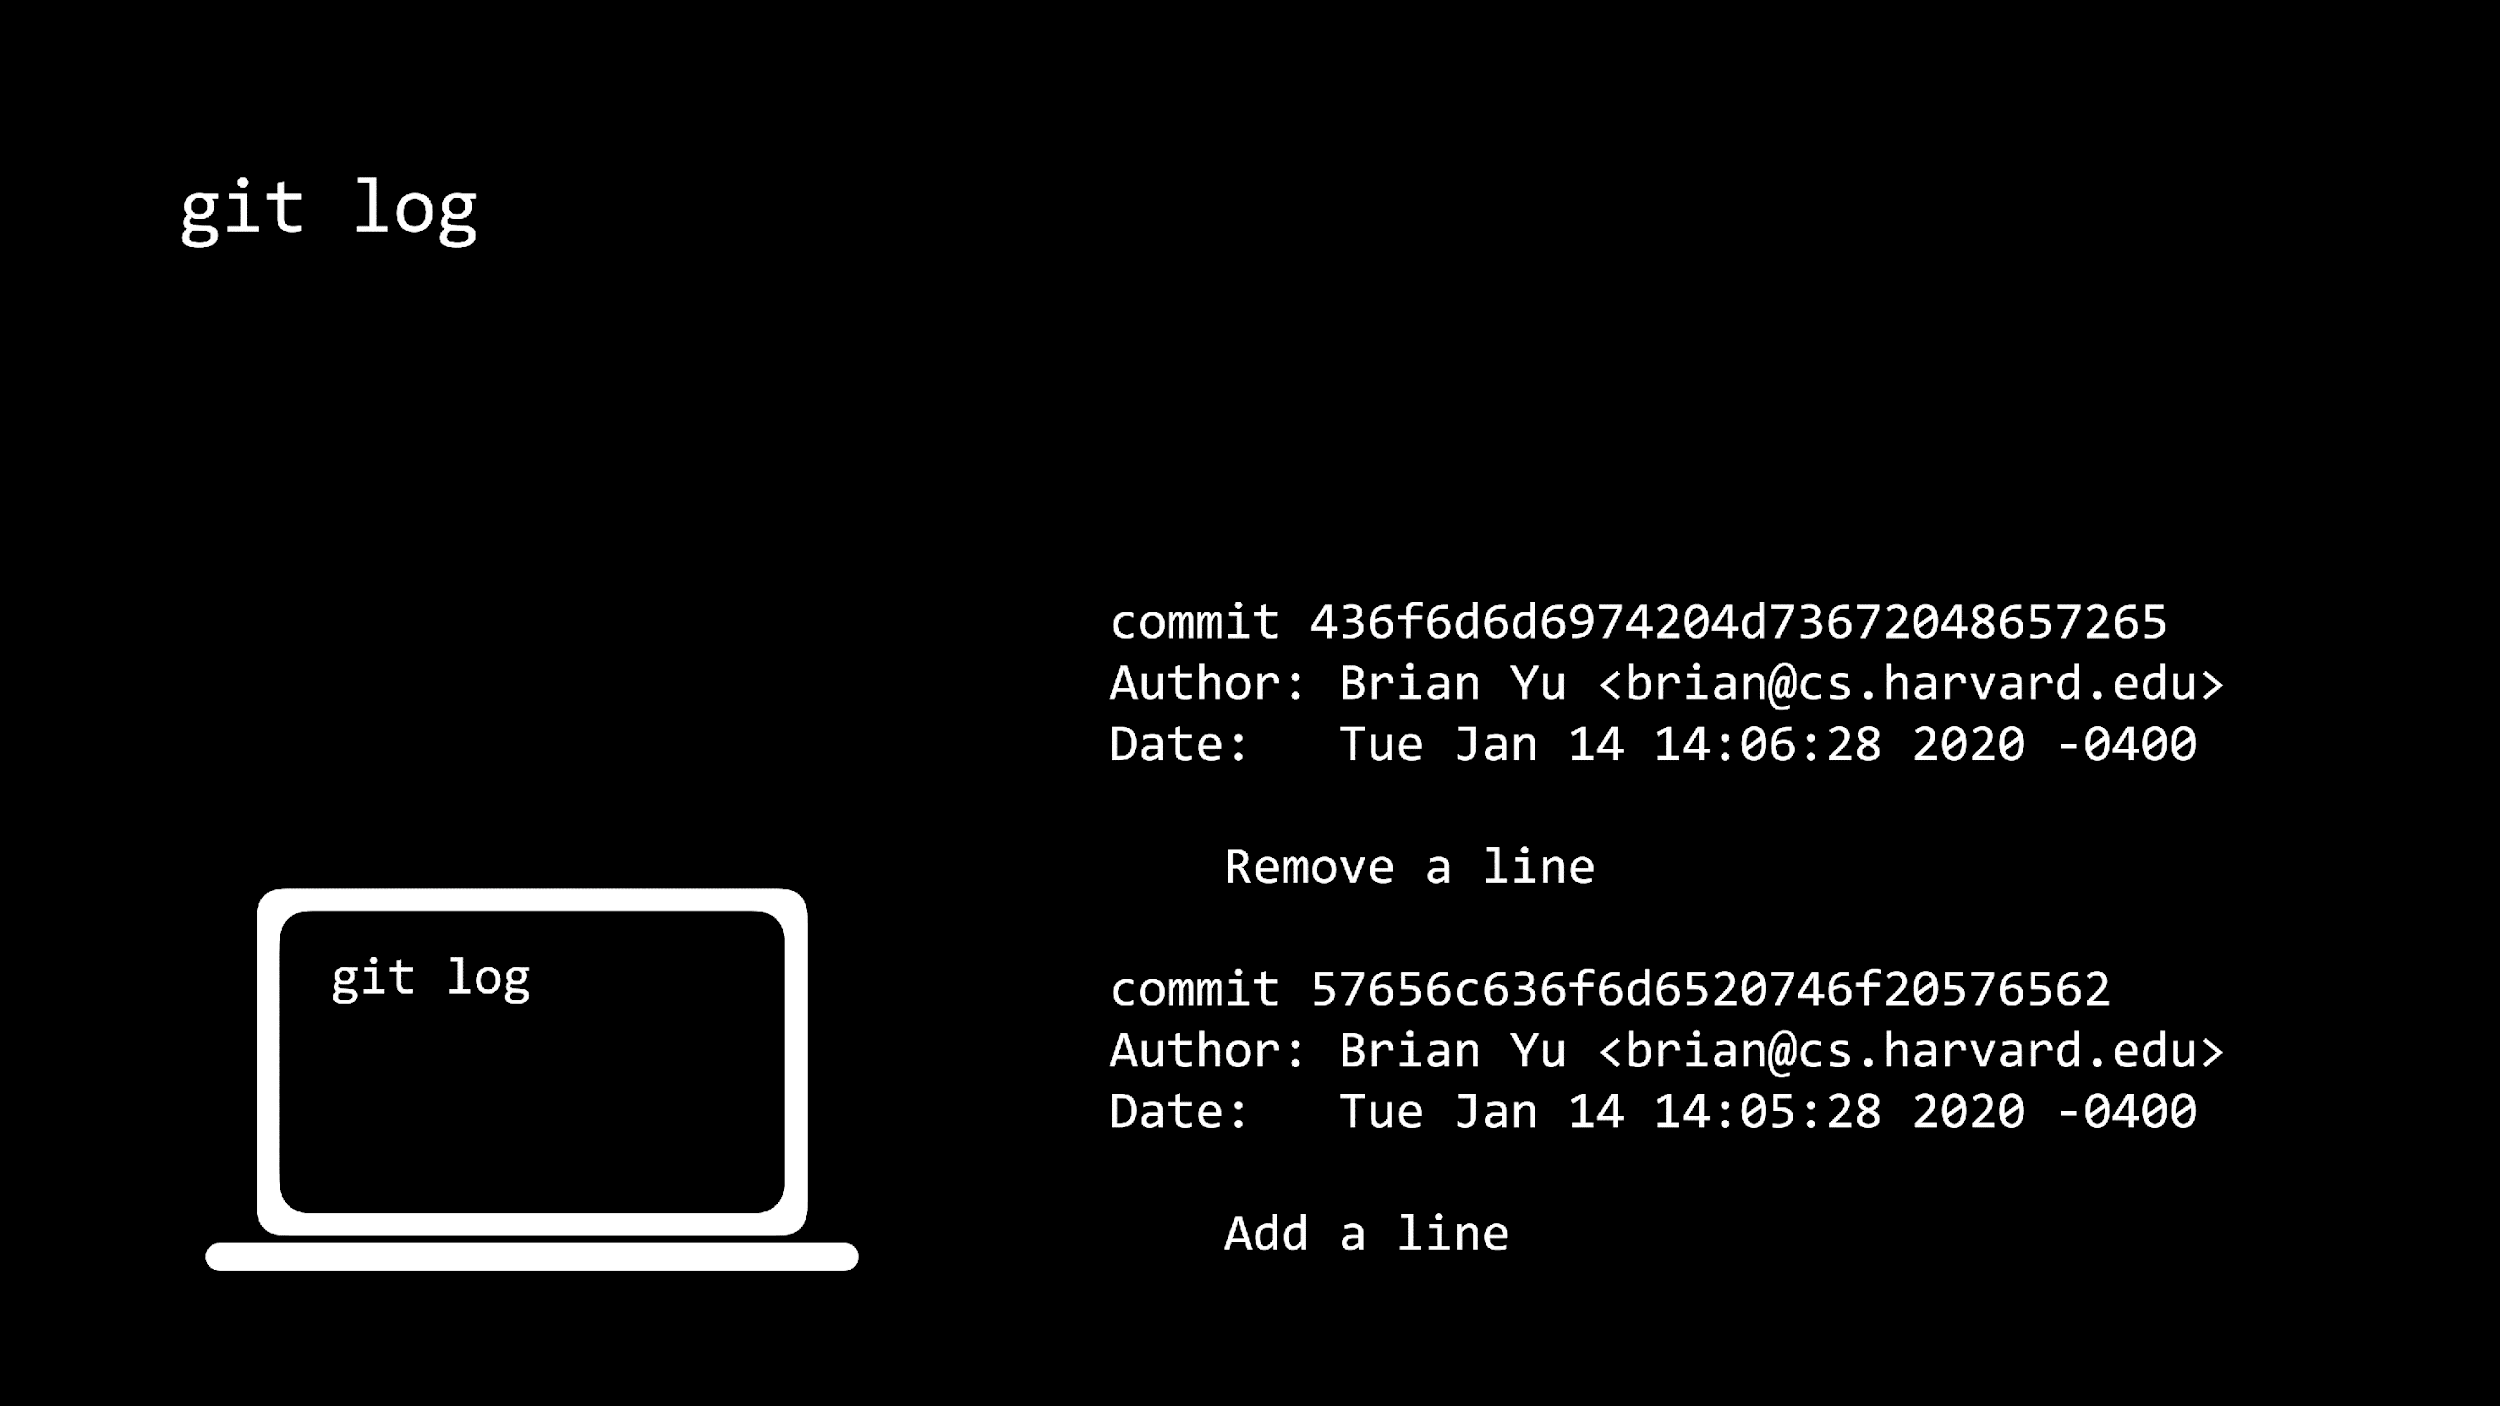 git log
commit 436f6d6d6974204d73672048657265
Author: Brian Yu <brian@cs.harvard.edu>
Date:   Tue Jan 14 14:06:28 2020 -0400
Remove a line
git log
commit 57656c636f6d6520746f20576562
Author: Brian Yu <brian@cs.harvard.edu>
Date:   Tue Jan 14 14:05:28 2020 -0400
Add a line